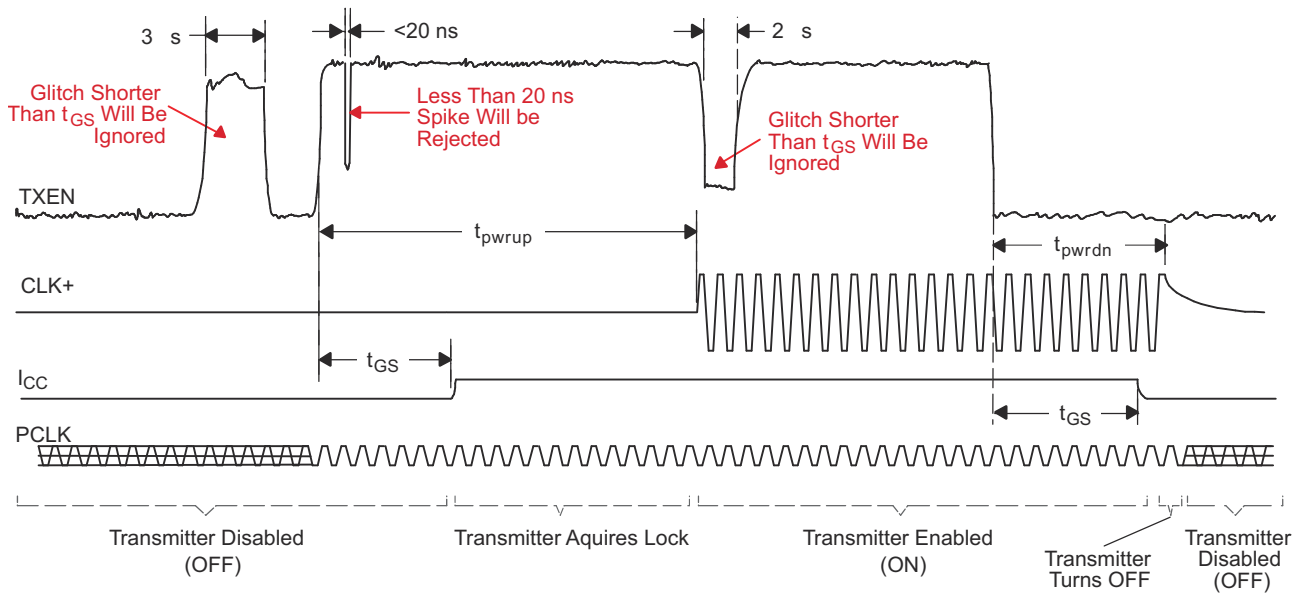 3 s
<20 ns
2 s
Glitch Shorter
Than tGS Will Be
Ignored
Less Than 20 ns
Spike Will be
Rejected
Glitch Shorter
Than tGS Will Be
Ignored
TXEN
tpwrup
tpwrdn
CLK+
tGS
ICC
tGS
PCLK
Transmitter Disabled
(OFF)
Transmitter Aquires Lock
Transmitter Enabled
(ON)
Transmitter
Turns OFF
Transmitter
Disabled
(OFF)